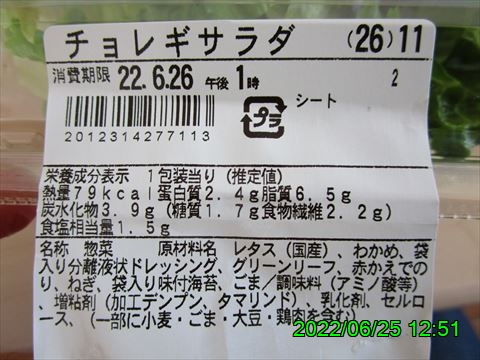 チョレギサラダ (26)11
消費期限 22.6.26 午後 1時 2
プラ シート
2012314277113
栄養成分表示 1包装当り(推定値)
熱量79kcal蛋白質2.4g脂質6.5g
炭水化物3.9g(糖質1.7g食物繊維2.2g)
食塩相当量1.5g
名称 惣菜 原材料名 レタス(国産)、わかめ、袋
入り分離液状ドレッシング、グリーンリーフ、赤かえでの
り、ねぎ、袋入り味付海苔、ごま/調味料(アミノ酸等)
、増粘剤(加工デンプン、タマリンド)、乳化剤、セルロ
ース、(一部に小麦・ごま・大豆・鶏肉を含む)
2022/06/25 12:51